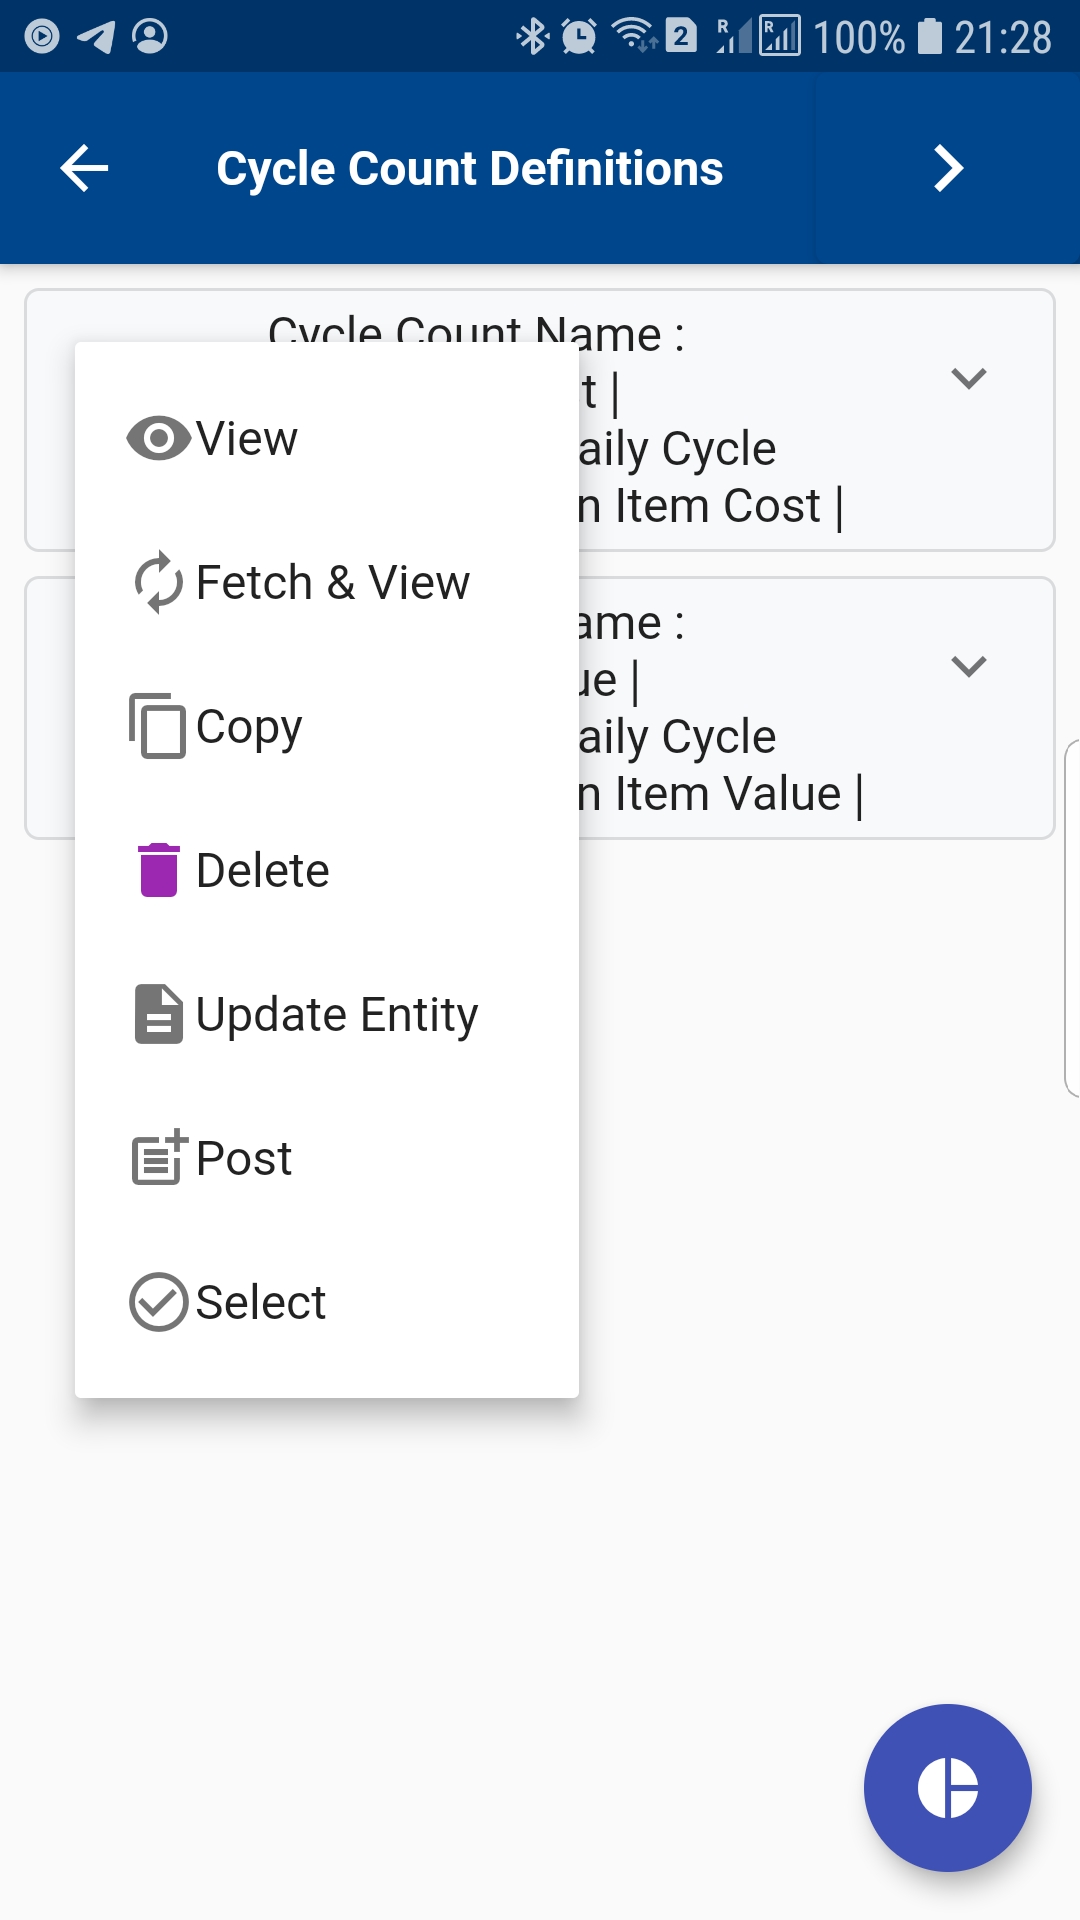 2 R R 100% 21:28
Cycle Count Definitions
Cycle Count Name :
t |
aily Cycle
n Item Cost |
ame :
ue |
aily Cycle
n Item Value |
View
Fetch & View
Copy
Delete
Update Entity
Post
Select